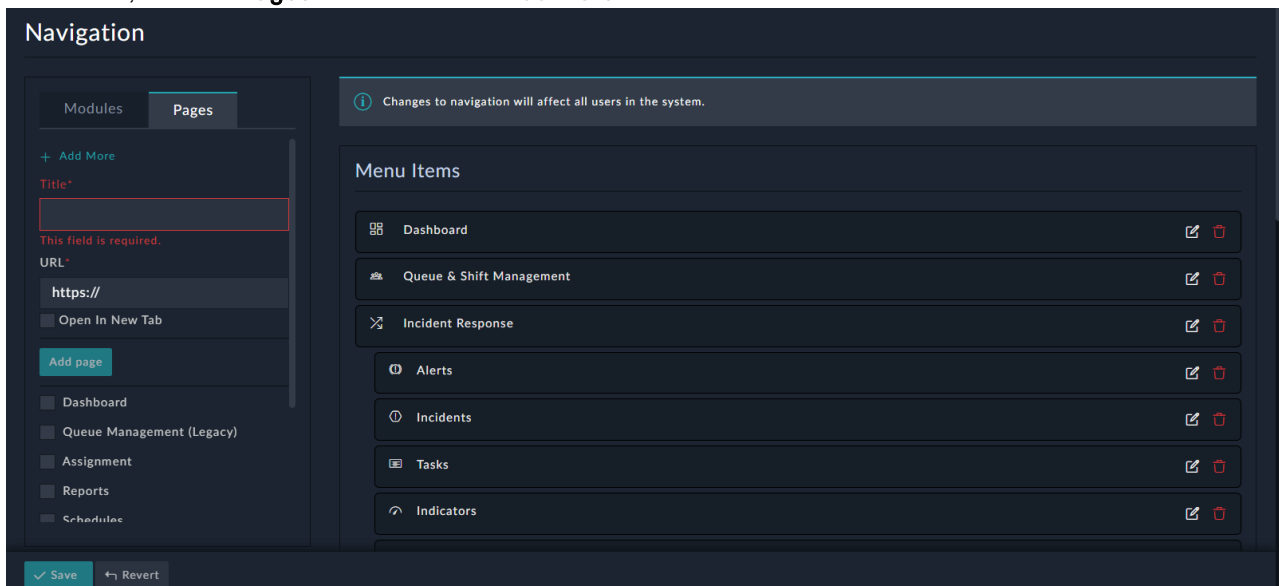 Navigation
Modules
Pages
+ Add More
Title*
This field is required.
URL*
https://
Open In New Tab
Add page
Dashboard
Queue Management (Legacy)
Assignment
Reports
Schedules
Changes to navigation will affect all users in the system.
Menu Items
Dashboard
Queue & Shift Management
Incident Response
Alerts
Incidents
Tasks
Indicators
Save
Revert